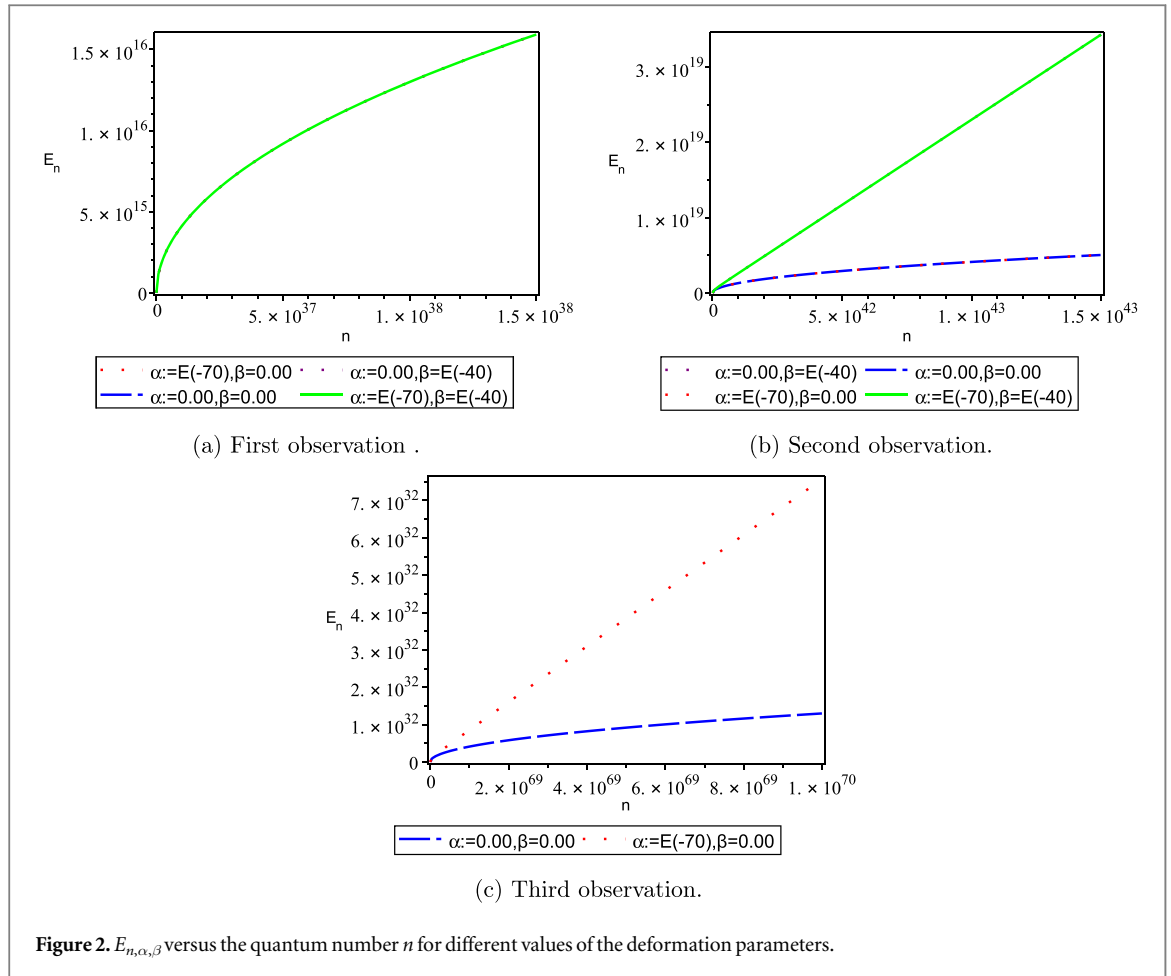 1.5 × 10^16
1. × 10^16
E_n
5. × 10^15
0
0
5. × 10^37
1. × 10^38
1.5 × 10^38
n
α:=E(-70),β=0.00
α:=0.00,β=E(-40)
α:=0.00,β=0.00
α:=E(-70),β=E(-40)
(a) First observation .
3. × 10^19
2. × 10^19
E_n
1. × 10^19
0
0
5. × 10^42
1. × 10^43
1.5 × 10^43
n
α:=0.00,β=E(-40)
α:=0.00,β=0.00
α:=E(-70),β=0.00
α:=E(-70),β=E(-40)
(b) Second observation.
7. × 10^32
6. × 10^32
5. × 10^32
4. × 10^32
E_n
3. × 10^32
2. × 10^32
1. × 10^32
0
0
2. × 10^69
4. × 10^69
6. × 10^69
8. × 10^69
1. × 10^70
n
α:=0.00,β=0.00
α:=E(-70),β=0.00
(c) Third observation.
Figure 2. E_{n,α,β} versus the quantum number n for different values of the deformation parameters.